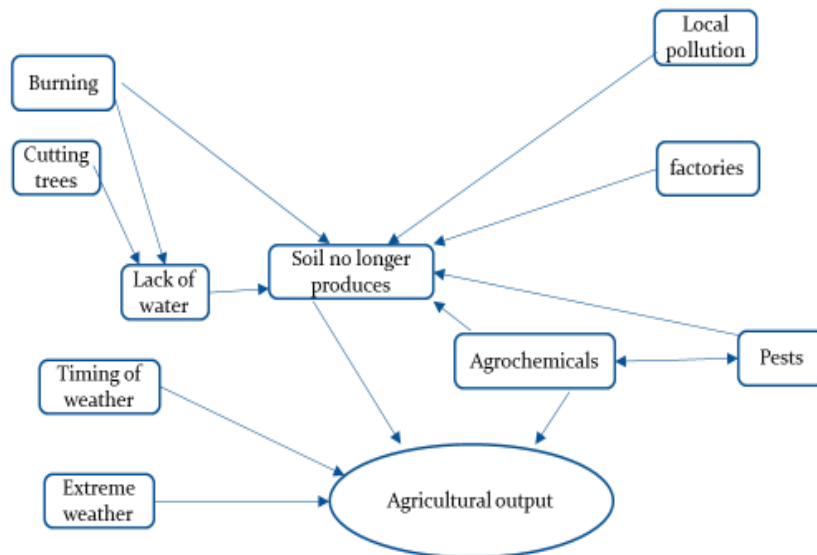 Local
pollution
Burning
Cutting
trees
factories
Soil no longer
produces
Lack of
water
Agrochemicals
Pests
Timing of
weather
Extreme
weather
Agricultural output